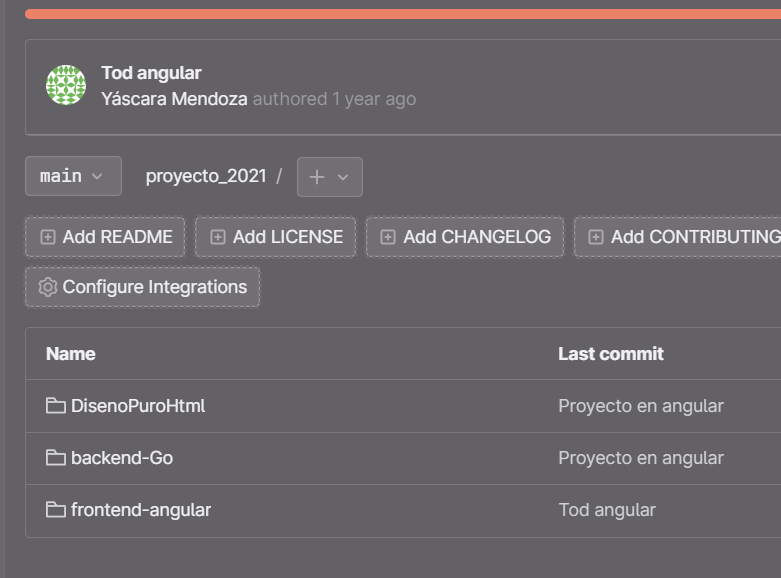 Tod angular
Yáscara Mendoza authored 1 year ago
main proyecto_2021 / +
Add README Add LICENSE Add CHANGELOG Add CONTRIBUTING
Configure Integrations
Name Last commit
DisenoPuroHtml Proyecto en angular
backend-Go Proyecto en angular
frontend-angular Tod angular